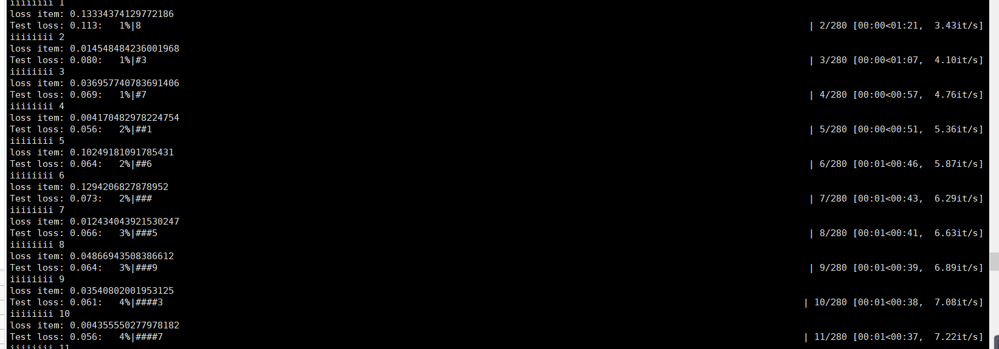 iiiiiiii 1
loss item: 0.13334374129772186
Test loss: 0.113:   1%|8 | 2/280 [00:00<01:21,  3.43it/s]
iiiiiiii 2
loss item: 0.014548484236001968
Test loss: 0.080:   1%|#3 | 3/280 [00:00<01:07,  4.10it/s]
iiiiiiii 3
loss item: 0.036957740783691406
Test loss: 0.069:   1%|#7 | 4/280 [00:00<00:57,  4.76it/s]
iiiiiiii 4
loss item: 0.004170482978224754
Test loss: 0.056:   2%|##1 | 5/280 [00:00<00:51,  5.36it/s]
iiiiiiii 5
loss item: 0.10249181091785431
Test loss: 0.064:   2%|##6 | 6/280 [00:01<00:46,  5.87it/s]
iiiiiiii 6
loss item: 0.1294206827878952
Test loss: 0.073:   2%|### | 7/280 [00:01<00:43,  6.29it/s]
iiiiiiii 7
loss item: 0.012434043921530247
Test loss: 0.066:   3%|###5 | 8/280 [00:01<00:41,  6.63it/s]
iiiiiiii 8
loss item: 0.04866943508386612
Test loss: 0.064:   3%|###9 | 9/280 [00:01<00:39,  6.89it/s]
iiiiiiii 9
loss item: 0.03540802001953125
Test loss: 0.061:   4%|####3 | 10/280 [00:01<00:38,  7.08it/s]
iiiiiiii 10
loss item: 0.004355550277978182
Test loss: 0.056:   4%|####7 | 11/280 [00:01<00:37,  7.22it/s]
iiiiiiii 11